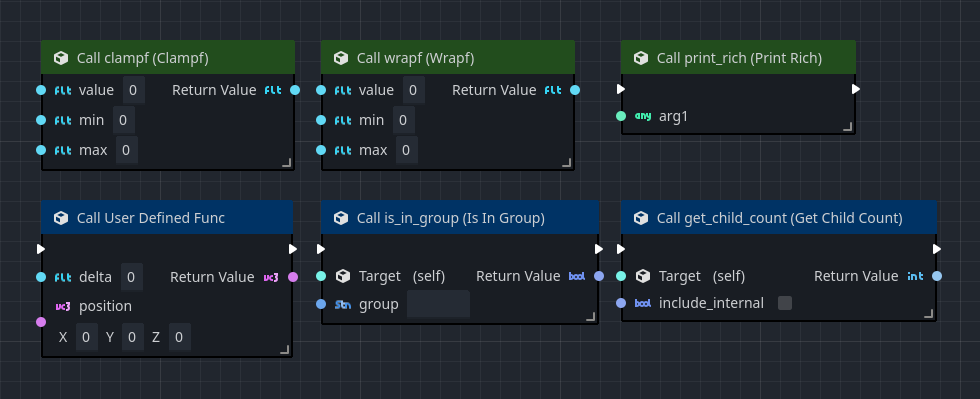 Call clampf (Clampf)
flt value 0 Return Value flt
flt min 0
flt max 0
Call wrapf (Wrapf)
flt value 0 Return Value flt
flt min 0
flt max 0
Call print_rich (Print Rich)
any arg1
Call User Defined Func
flt delta 0 Return Value vc3
vc3 position
X 0 Y 0 Z 0
Call is_in_group (Is In Group)
Target (self) Return Value bool
group
Call get_child_count (Get Child Count)
Target (self) Return Value int
bool include_internal